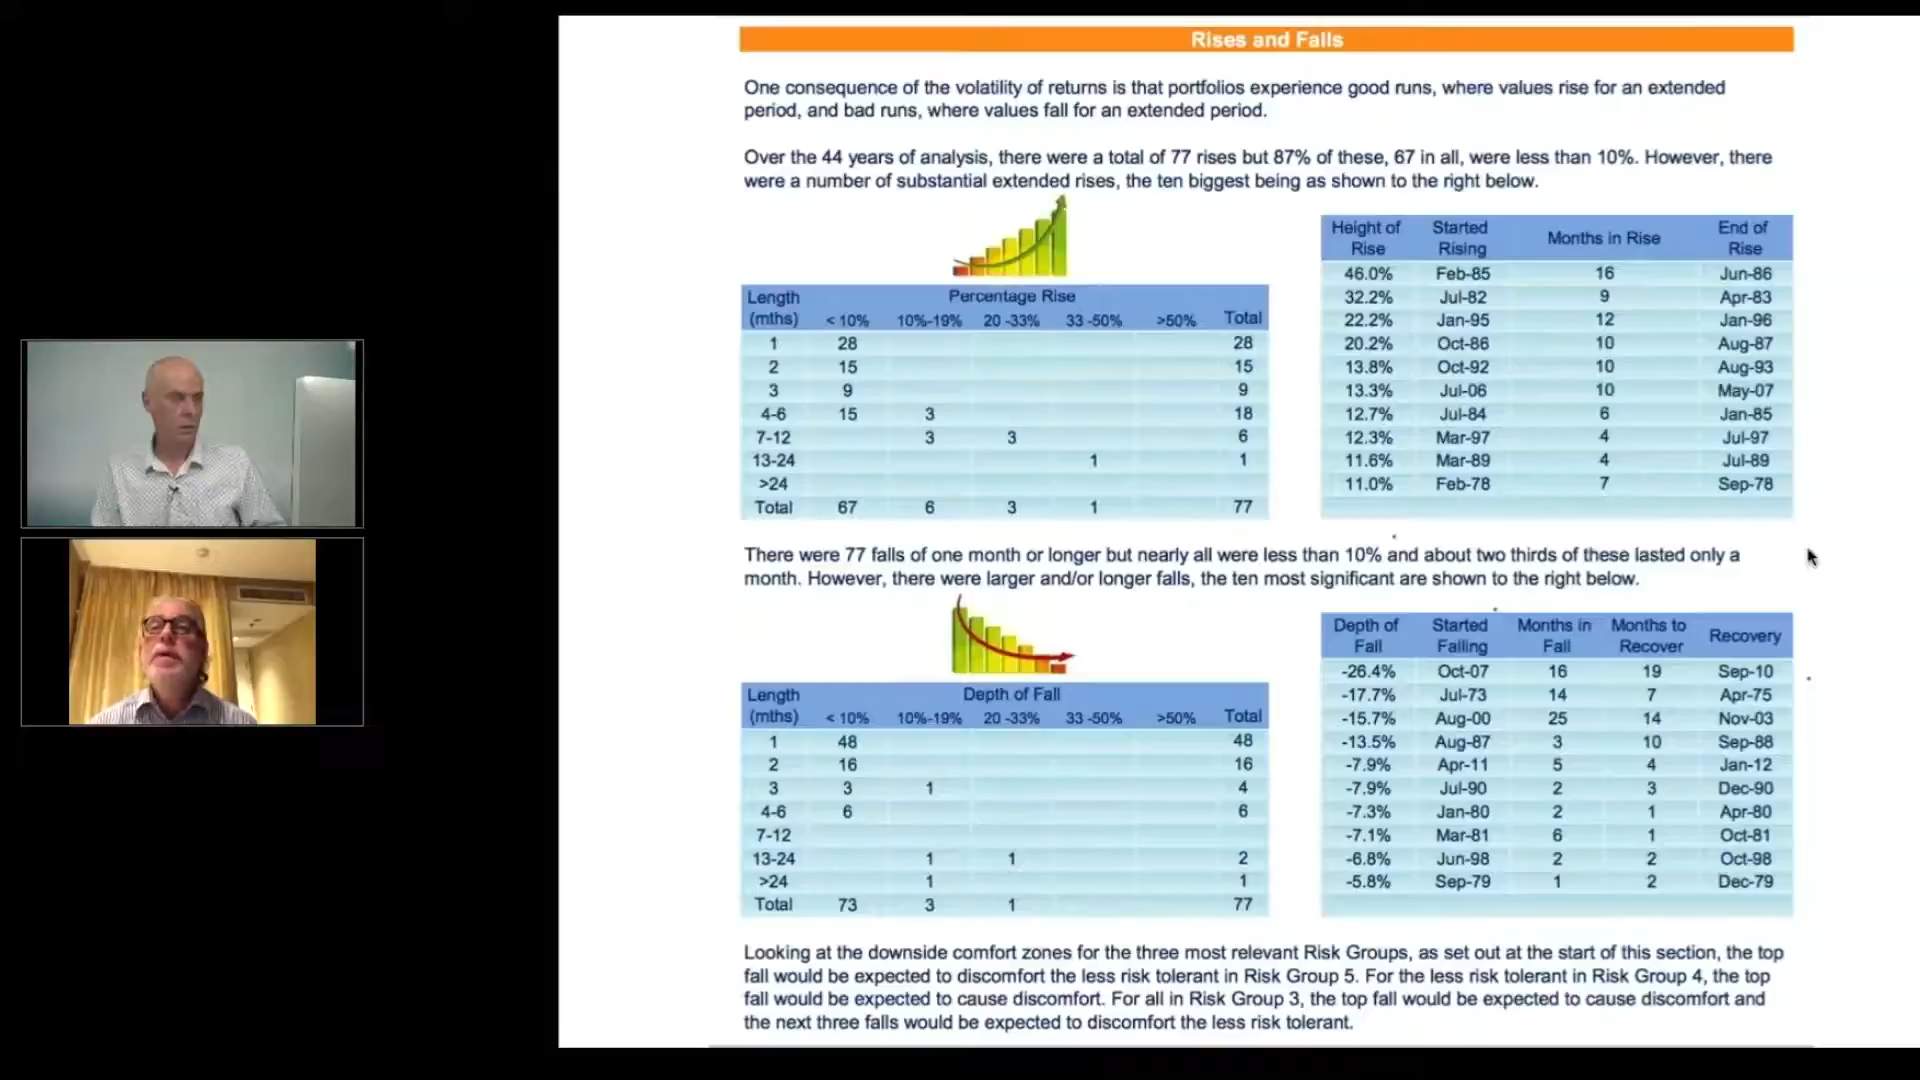 Rises and Falls
One consequence of the volatility of returns is that portfolios experience good runs, where values rise for an extended
period, and bad runs, where values fall for an extended period.
Over the 44 years of analysis, there were a total of 77 rises but 87% of these, 67 in all, were less than 10%. However, there
were a number of substantial extended rises, the ten biggest being as shown to the right below.
Length Percentage Rise
(mths) < 10% 10%-19% 20 -33% 33 -50% >50% Total
1 28 28
2 15 15
3 9 9
4-6 15 3 18
7-12 3 3 6
13-24 1 1
>24
Total 67 6 3 1 77
Height of Started Months in Rise End of
Rise Rising Rise
46.0% Feb-85 16 Jun-86
32.2% Jul-82 9 Apr-83
22.2% Jan-95 12 Jan-96
20.2% Oct-86 10 Aug-87
13.8% Oct-92 10 Aug-93
13.3% Jul-06 10 May-07
12.7% Jul-84 6 Jan-85
12.3% Mar-97 4 Jul-97
11.6% Mar-89 4 Jul-89
11.0% Feb-78 7 Sep-78
There were 77 falls of one month or longer but nearly all were less than 10% and about two thirds of these lasted only a
month. However, there were larger and/or longer falls, the ten most significant are shown to the right below.
Length Depth of Fall
(mths) < 10% 10%-19% 20 -33% 33 -50% >50% Total
1 48 48
2 16 16
3 3 1 4
4-6 6 6
7-12
13-24 1 1 2
>24 1 1
Total 73 3 1 77
Depth of Started Months in Months to Recovery
Fall Falling Fall Recover
-26.4% Oct-07 16 19 Sep-10
-17.7% Jul-73 14 7 Apr-75
-15.7% Aug-00 25 14 Nov-03
-13.5% Aug-87 3 10 Sep-88
-7.9% Apr-11 5 4 Jan-12
-7.9% Jul-90 2 3 Dec-90
-7.3% Jan-80 2 1 Apr-80
-7.1% Mar-81 6 1 Oct-81
-6.8% Jun-98 2 2 Oct-98
-5.8% Sep-79 1 2 Dec-79
Looking at the downside comfort zones for the three most relevant Risk Groups, as set out at the start of this section, the top
fall would be expected to discomfort the less risk tolerant in Risk Group 5. For the less risk tolerant in Risk Group 4, the top
fall would be expected to cause discomfort. For all in Risk Group 3, the top fall would be expected to cause discomfort and
the next three falls would be expected to discomfort the less risk tolerant.